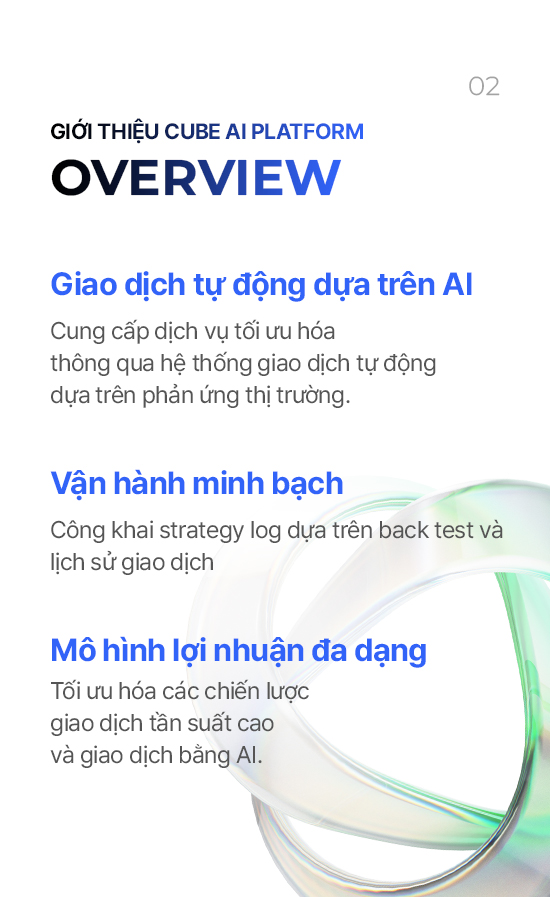 02
GIỚI THIỆU CUBE AI PLATFORM
OVERVIEW
Giao dịch tự động dựa trên AI
Cung cấp dịch vụ tối ưu hóa
thông qua hệ thống giao dịch tự động
dựa trên phản ứng thị trường.
Vận hành minh bạch
Công khai strategy log dựa trên back test và
lịch sử giao dịch
Mô hình lợi nhuận đa dạng
Tối ưu hóa các chiến lược
giao dịch tần suất cao
và giao dịch bằng AI.